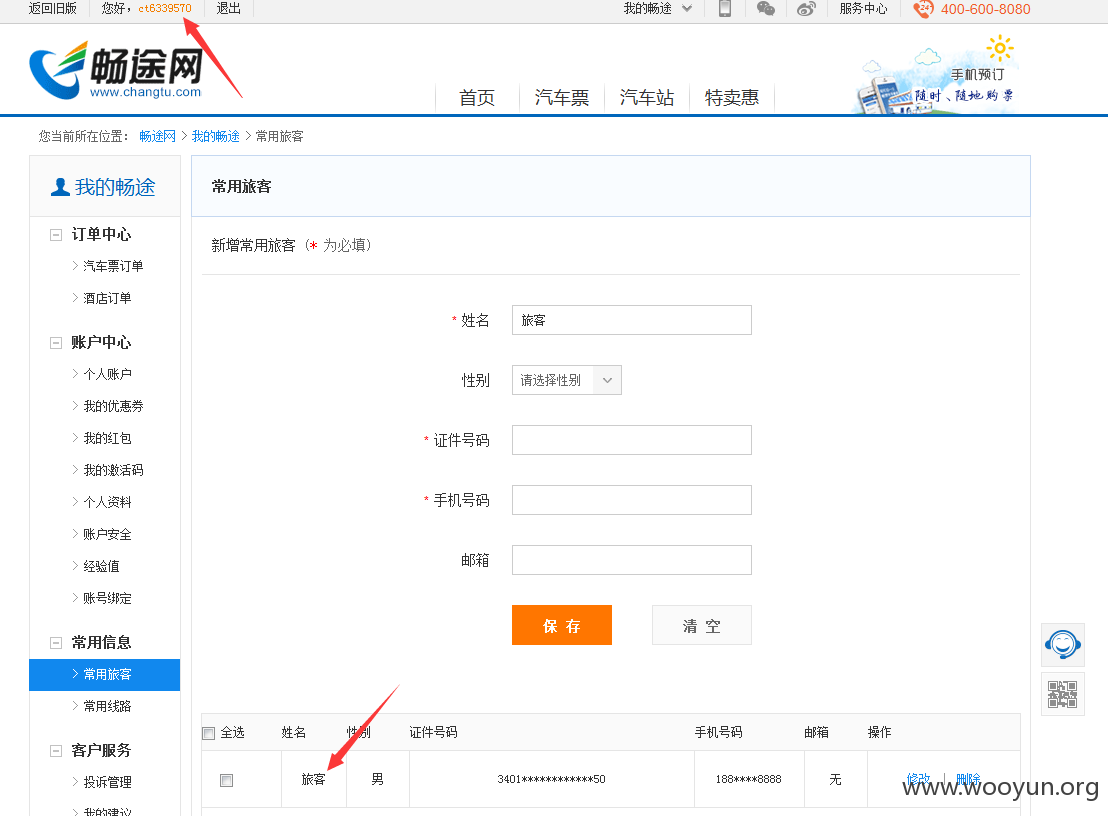 返回旧版 您好，ct6339570 退出 我的畅途 服务中心 24 400-600-8080
畅途网
www.changtu.com
首页 汽车票 汽车站 特卖惠
手机预订
随时、随地购票
您当前所在位置： 畅途网 > 我的畅途 > 常用旅客
我的畅途
订单中心
汽车票订单
酒店订单
账户中心
个人账户
我的优惠券
我的红包
我的激活码
个人资料
账户安全
经验值
账号绑定
常用信息
常用旅客
常用线路
客户服务
投诉管理
我的建议
常用旅客
新增常用旅客（* 为必填）
* 姓名 旅客
性别 请选择性别
* 证件号码
* 手机号码
邮箱
保 存 清 空
全选 姓名 性别 证件号码 手机号码 邮箱 操作
旅客 男 3401************50 188****8888 无 修改 | 删除
www.wooyun.org